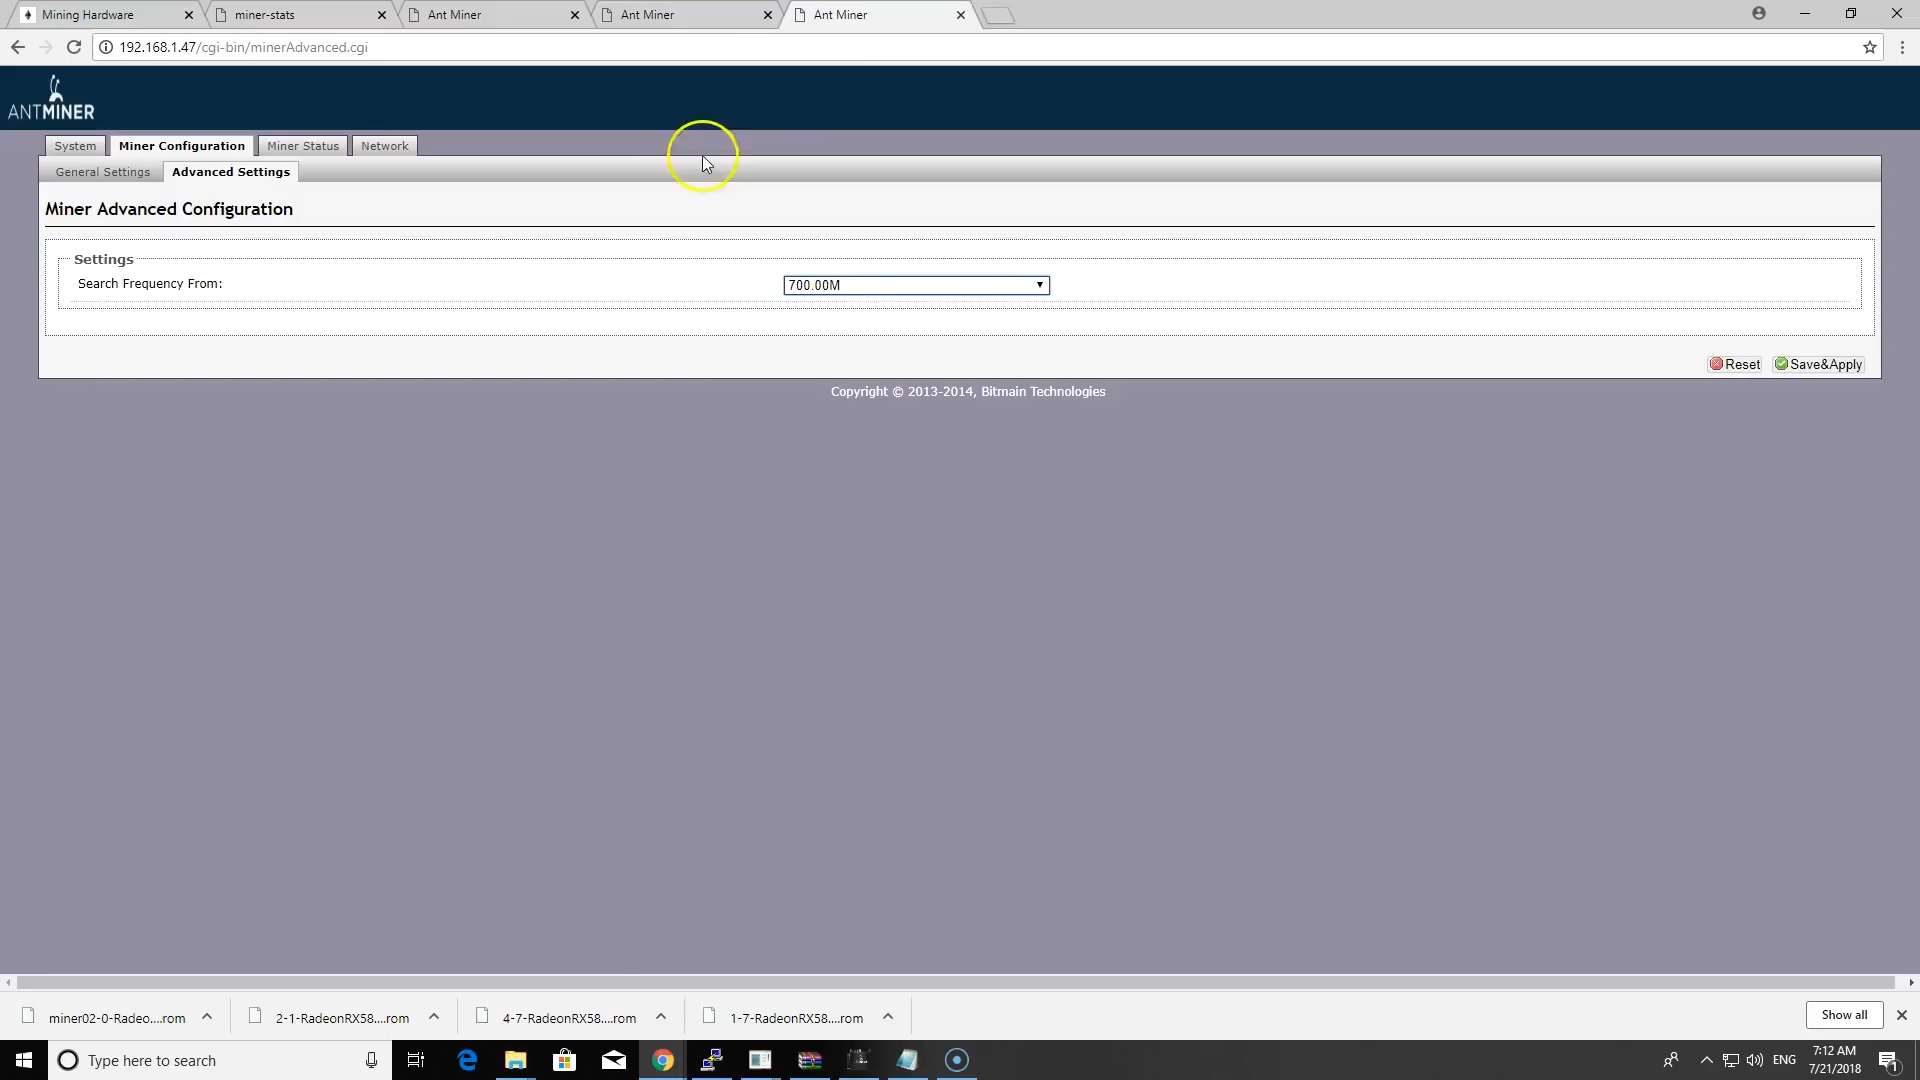 Mining Hardware
miner-stats
Ant Miner
Ant Miner
Ant Miner
192.168.1.47/cgi-bin/minerAdvanced.cgi
ANTMINER
System
Miner Configuration
Miner Status
Network
General Settings
Advanced Settings
Miner Advanced Configuration
Settings
Search Frequency From:
700.00M
Reset
Save&Apply
Copyright © 2013-2014, Bitmain Technologies
miner02-0-Radeo....rom
2-1-RadeonRX58....rom
4-7-RadeonRX58....rom
1-7-RadeonRX58....rom
Show all
Type here to search
ENG
7:12 AM
7/21/2018
1